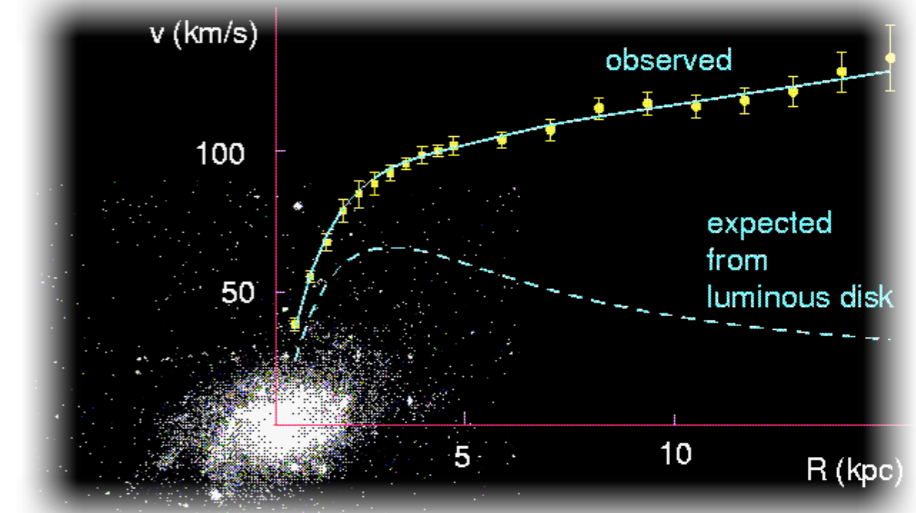 v (km/s)
observed
100
expected
from
luminous disk
50
5
10
R (kpc)